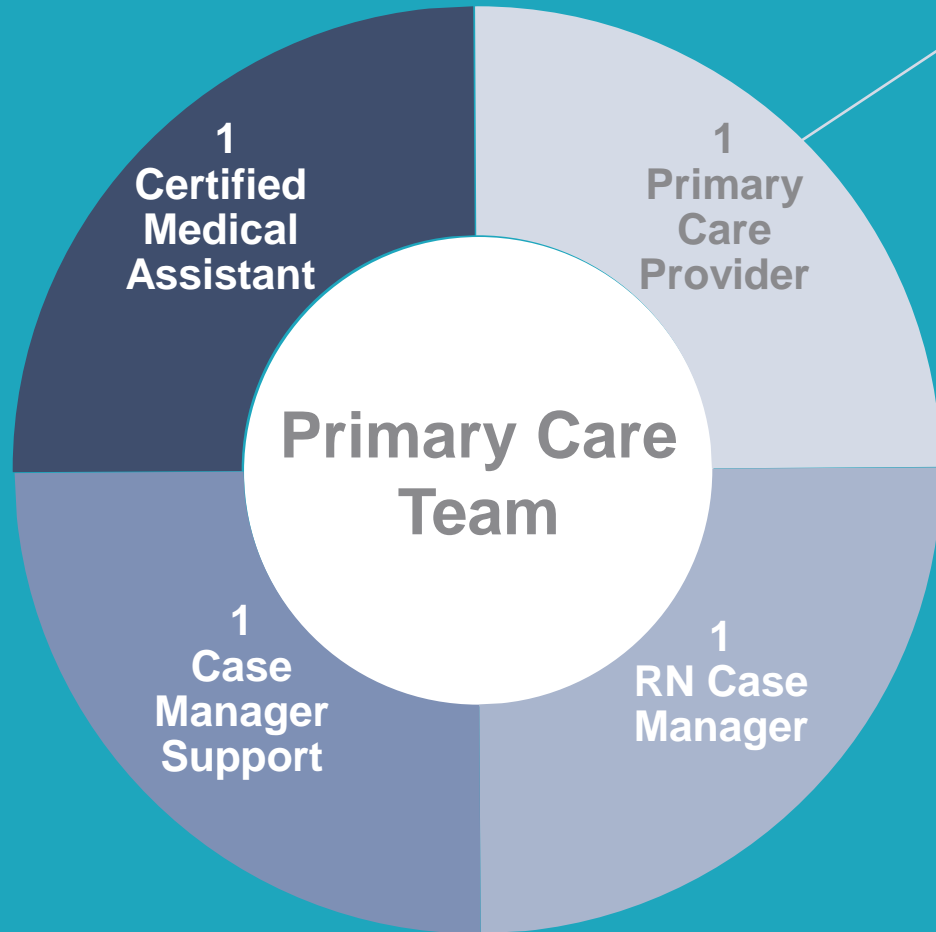 1
Certified
Medical
Assistant
1
Primary
Care
Provider
Primary Care
Team
1
Case
Manager
Support
1
RN Case
Manager